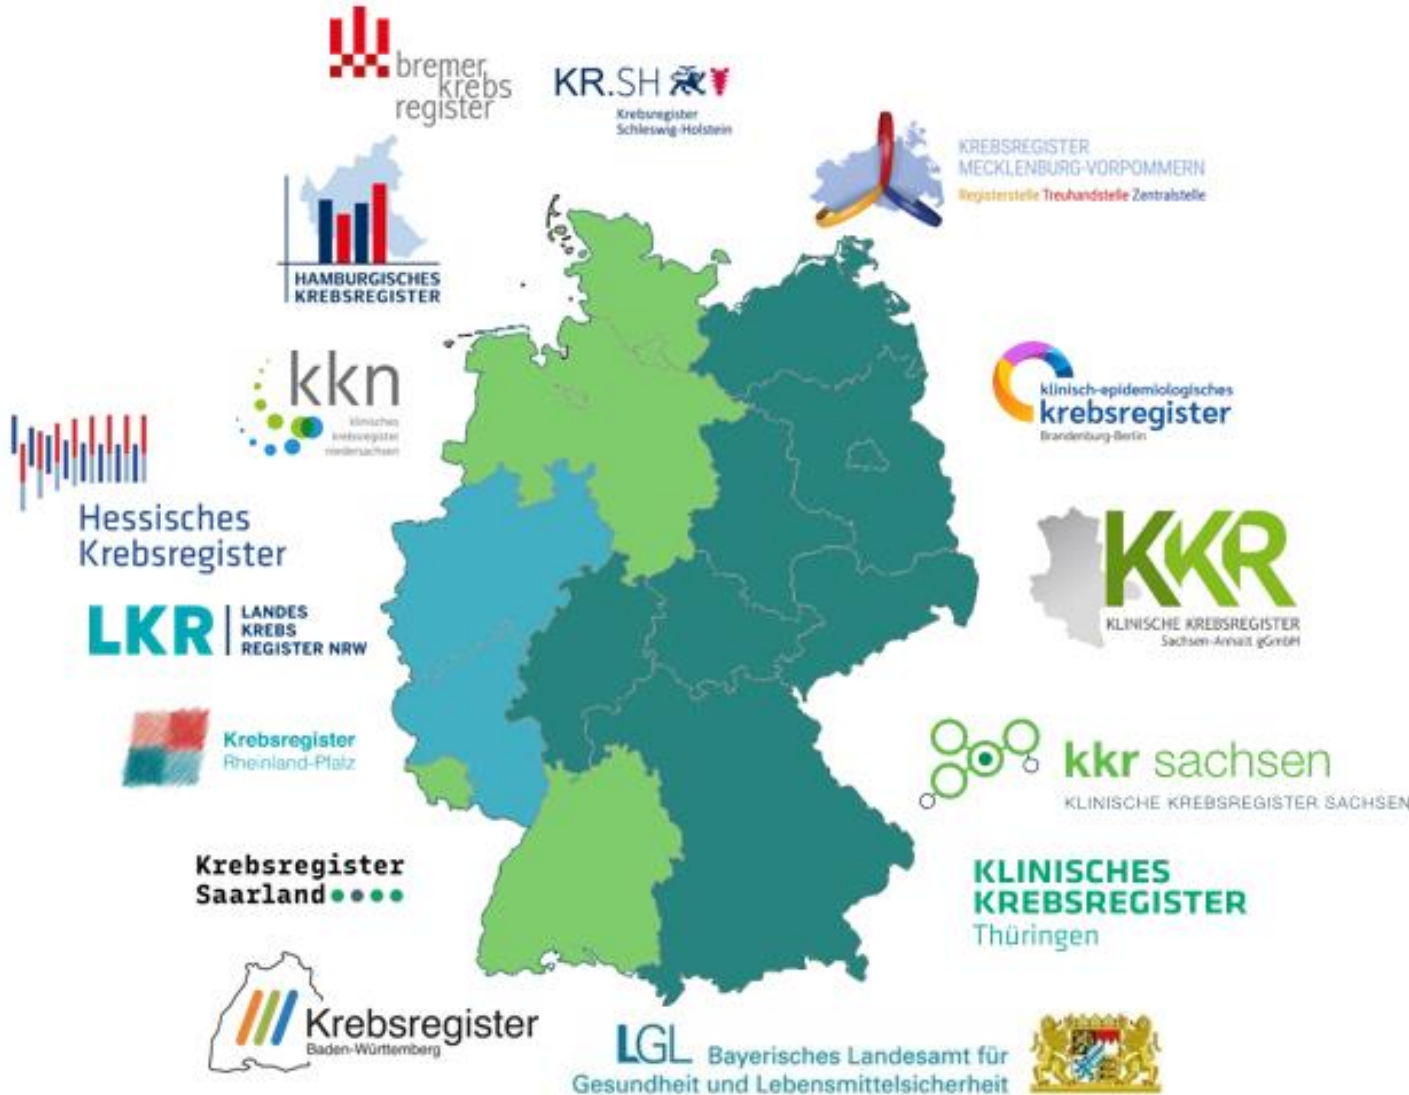 bremer
krebs
register
KR.SH
Krebsregister
Schleswig-Holstein
KREBSREGISTER
MECKLENBURG-VORPOMMERN
Registerstelle Treuhandstelle Zentralstelle
HAMBURGISCHES
KREBSREGISTER
kkn
klinisches
krebsregister
niedersachsen
klinisch-epidemiologisches
krebsregister
Brandenburg-Berlin
Hessisches
Krebsregister
KKR
KLINISCHE KREBSREGISTER
Sachsen-Anhalt gGmbH
LKR
LANDES
KREBS
REGISTER NRW
Krebsregister
Rheinland-Pfalz
kkr sachsen
KLINISCHE KREBSREGISTER SACHSEN
Krebsregister
Saarland
KLINISCHES
KREBSREGISTER
Thüringen
Krebsregister
Baden-Württemberg
LGL Bayerisches Landesamt für
Gesundheit und Lebensmittelsicherheit